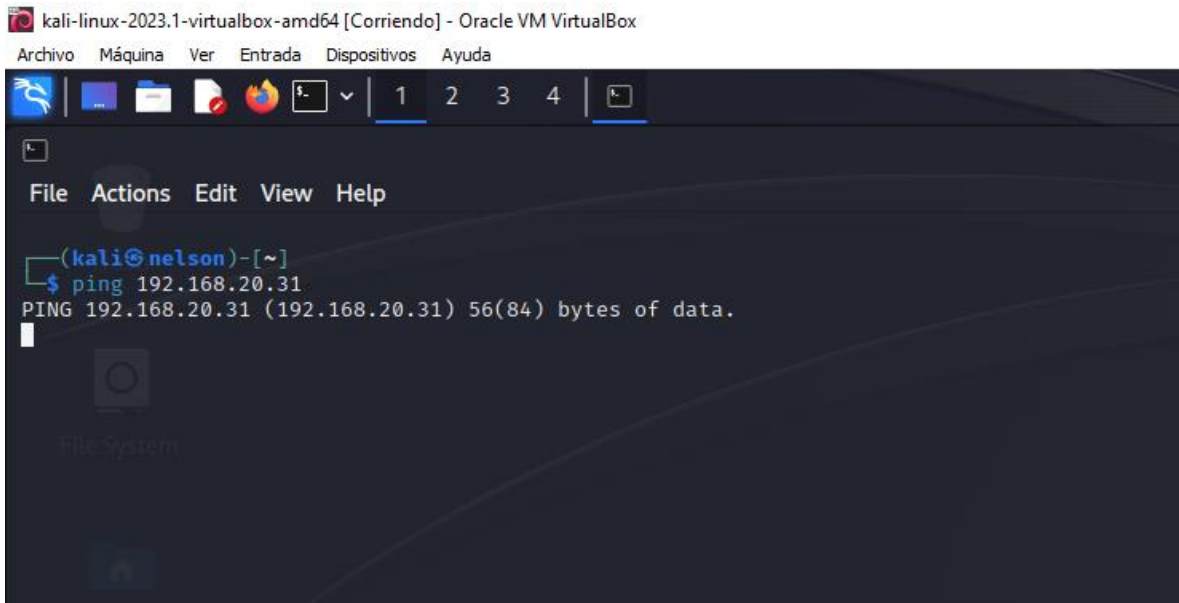 kali-linux-2023.1-virtualbox-amd64 [Corriendo] - Oracle VM VirtualBox
Archivo Máquina Ver Entrada Dispositivos Ayuda
1 2 3 4
File Actions Edit View Help
┌──(kali㉿nelson)-[~]
└─$ ping 192.168.20.31
PING 192.168.20.31 (192.168.20.31) 56(84) bytes of data.
File System